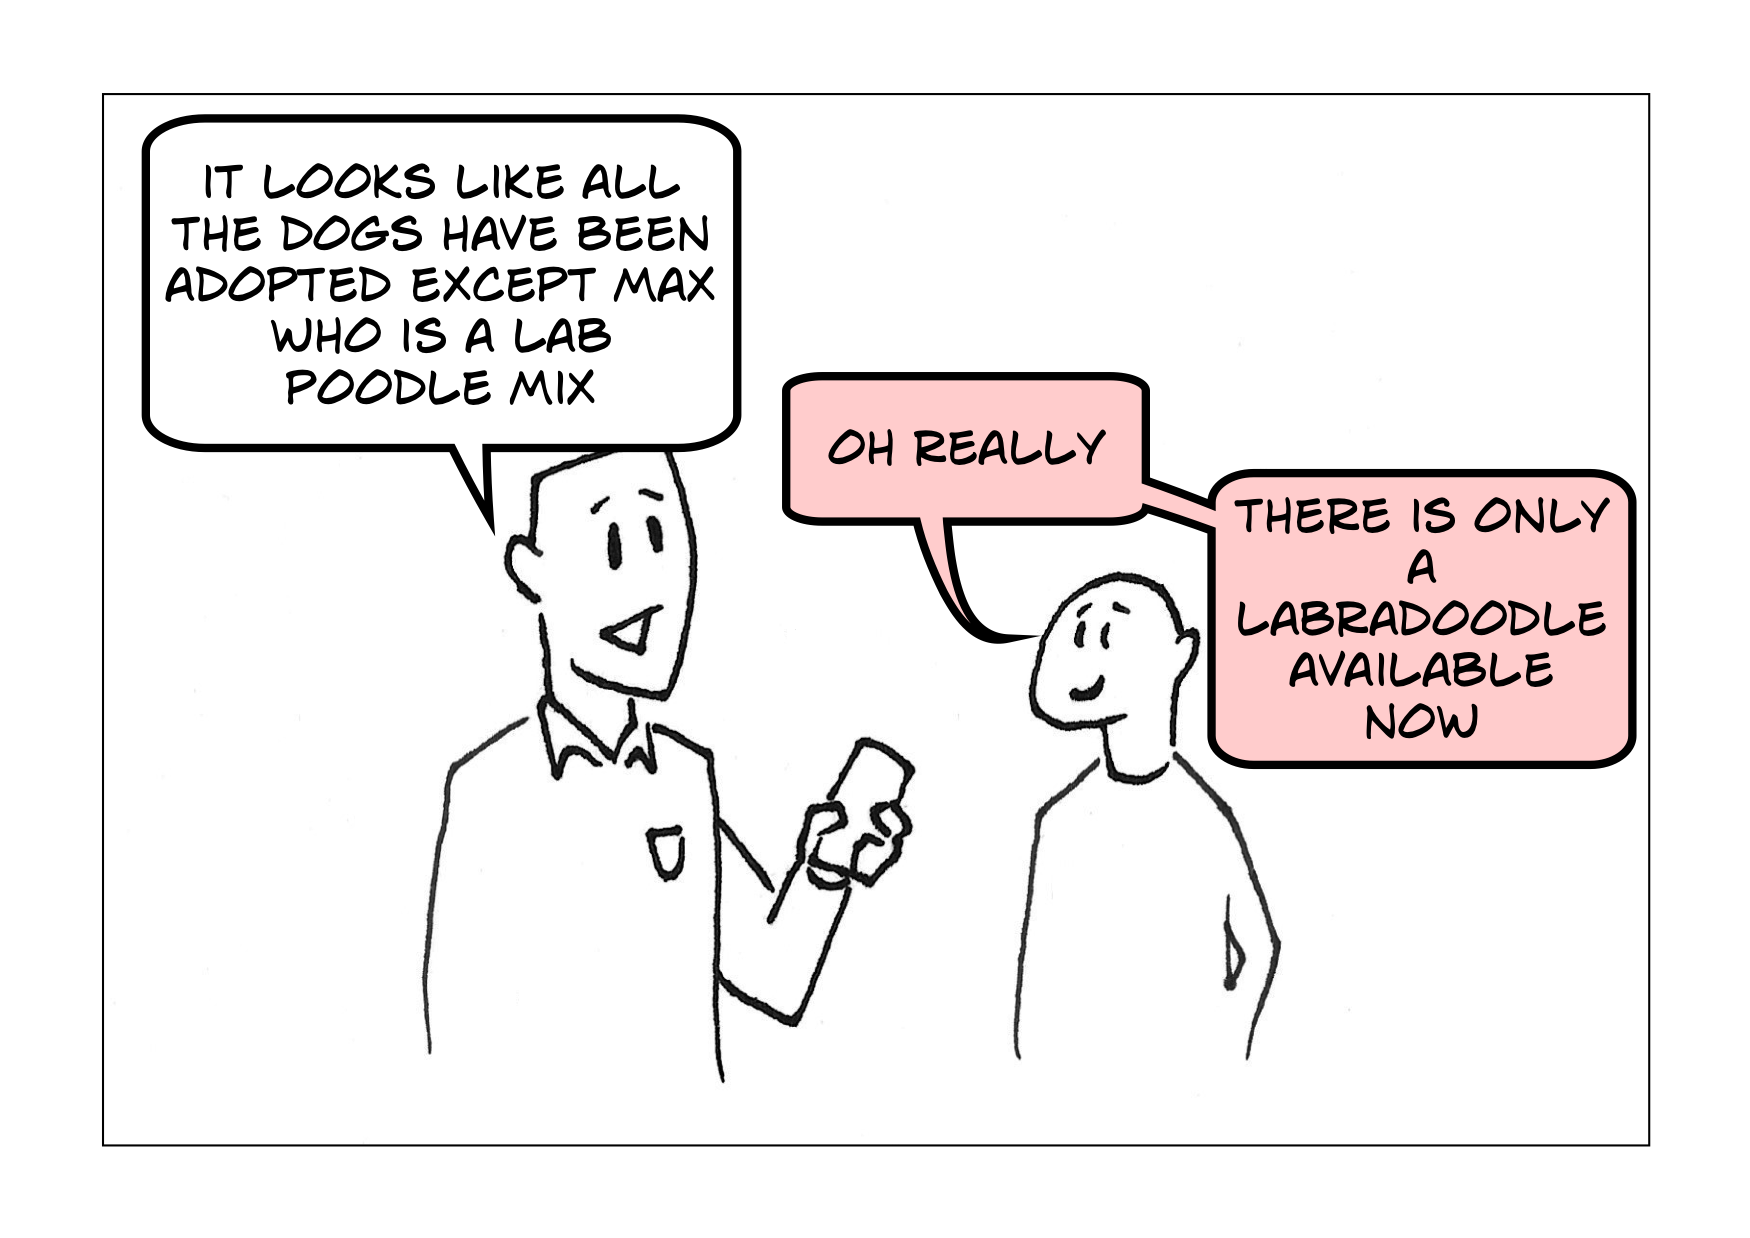 IT LOOKS LIKE ALL
THE DOGS HAVE BEEN
ADOPTED EXCEPT MAX
WHO IS A LAB
POODLE MIX
OH REALLY
THERE IS ONLY
A
LABRADOODLE
AVAILABLE
NOW